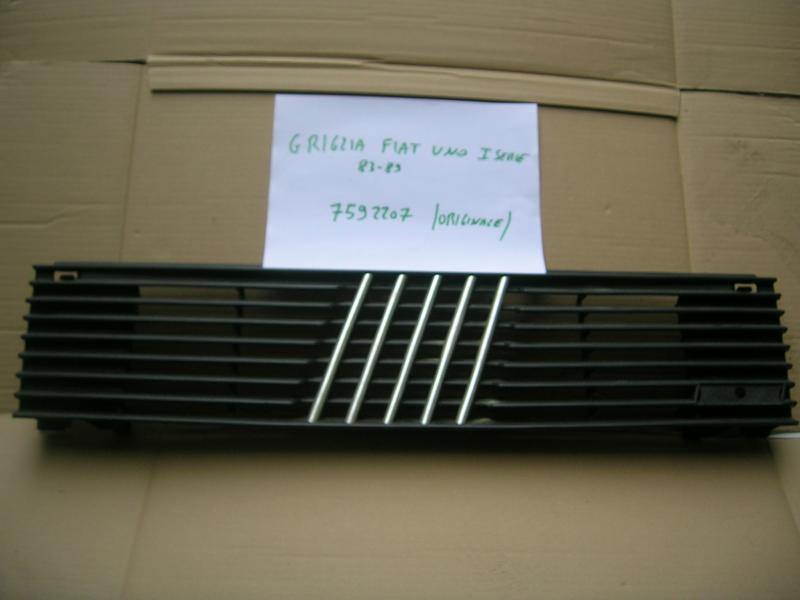 GRIGLIA FIAT UNO I SERIE
83-89
7592207 (ORIGINALE)